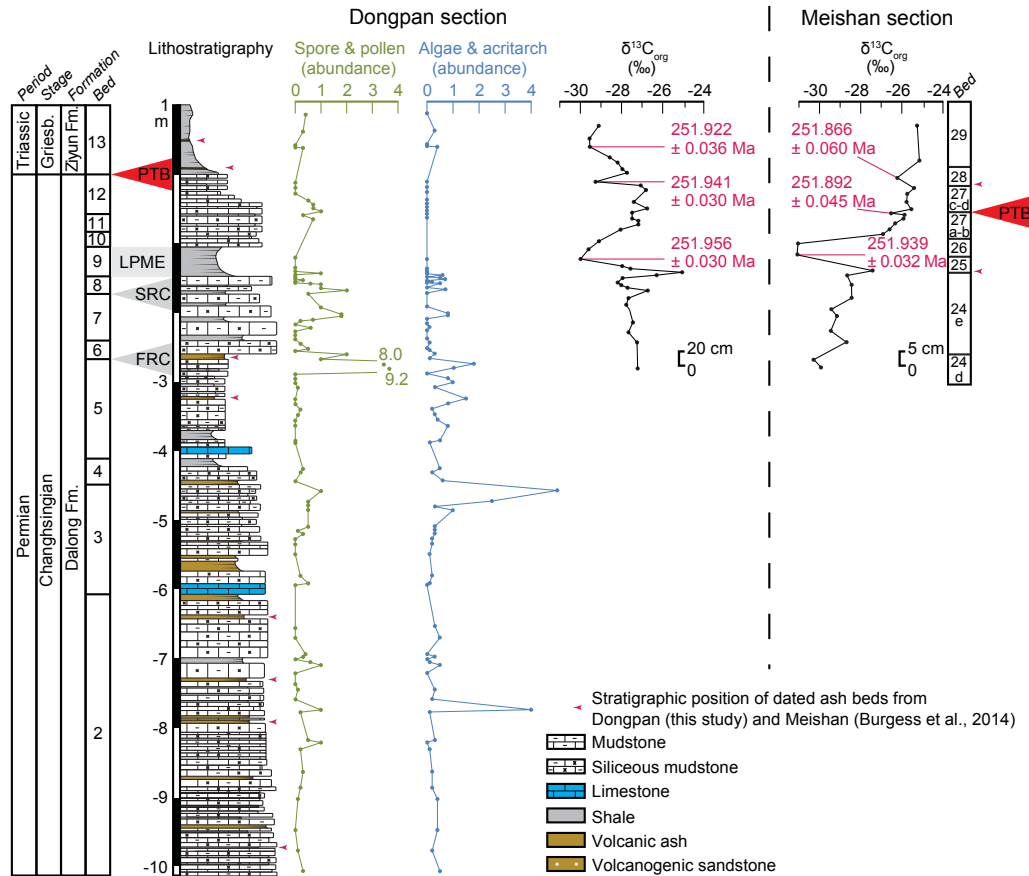 Dongpan section
Meishan section
Period
Stage
Formation
Bed
Lithostratigraphy
Spore & pollen
(abundance)
0 1 2 3 4
Algae & acritarch
(abundance)
0 1 2 3 4
δ13Corg
(‰)
-30 -28 -26 -24
δ13Corg
(‰)
-30 -28 -26 -24
Bed
Triassic
Permian
Griesb.
Changhsingian
Ziyun Fm.
Dalong Fm.
13
12
11
10
9
8
7
6
5
4
3
2
PTB
LPME
SRC
FRC
1
m
-3
-4
-5
-6
-7
-8
-9
-10
8.0
9.2
251.922
± 0.036 Ma
251.941
± 0.030 Ma
251.956
± 0.030 Ma
20 cm
0
251.866
± 0.060 Ma
251.892
± 0.045 Ma
251.939
± 0.032 Ma
5 cm
0
29
28
27
c-d
27
a-b
26
25
24
e
24
d
PTB
Stratigraphic position of dated ash beds from
Dongpan (this study) and Meishan (Burgess et al., 2014)
Mudstone
Siliceous mudstone
Limestone
Shale
Volcanic ash
Volcanogenic sandstone